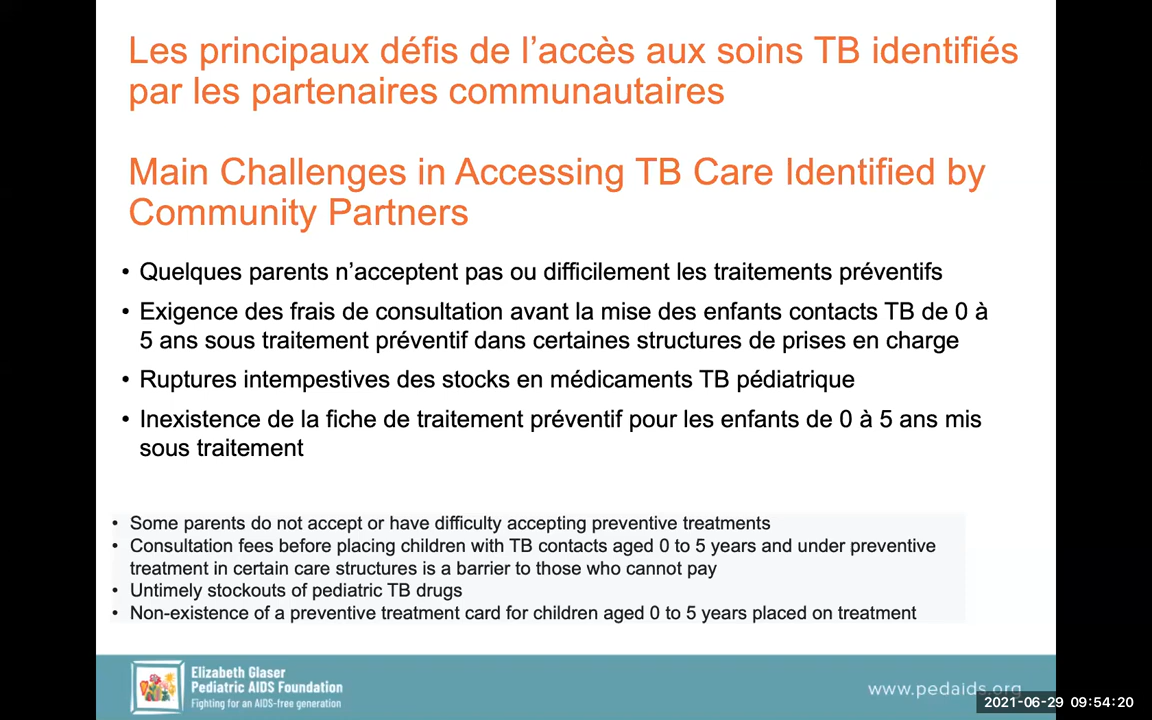 Les principaux défis de l’accès aux soins TB identifiés
par les partenaires communautaires
Main Challenges in Accessing TB Care Identified by
Community Partners
• Quelques parents n’acceptent pas ou difficilement les traitements préventifs
• Exigence des frais de consultation avant la mise des enfants contacts TB de 0 à
5 ans sous traitement préventif dans certaines structures de prises en charge
• Ruptures intempestives des stocks en médicaments TB pédiatrique
• Inexistence de la fiche de traitement préventif pour les enfants de 0 à 5 ans mis
sous traitement
• Some parents do not accept or have difficulty accepting preventive treatments
• Consultation fees before placing children with TB contacts aged 0 to 5 years and under preventive
treatment in certain care structures is a barrier to those who cannot pay
• Untimely stockouts of pediatric TB drugs
• Non-existence of a preventive treatment card for children aged 0 to 5 years placed on treatment
Elizabeth Glaser
Pediatric AIDS Foundation
Fighting for an AIDS-free generation
www.pedaids.org
2021-06-29 09:54:20